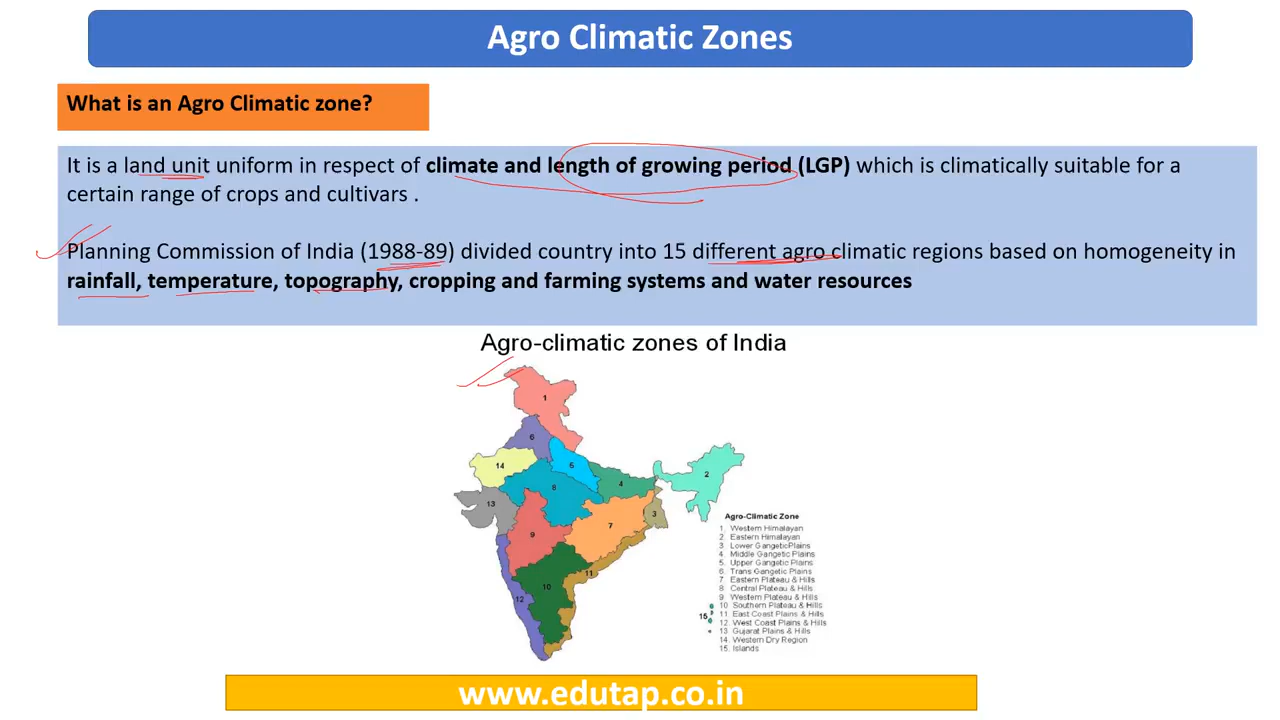 Agro Climatic Zones
What is an Agro Climatic zone?
It is a land unit uniform in respect of climate and length of growing period (LGP) which is climatically suitable for a
certain range of crops and cultivars .
Planning Commission of India (1988-89) divided country into 15 different agro climatic regions based on homogeneity in
rainfall, temperature, topography, cropping and farming systems and water resources
Agro-climatic zones of India
1
6
14
5
2
4
8
13
3
7
9
11
10
12
15
Agro-Climatic Zone
1. Western Himalayan
2 Eastern Himalayan
3 Lower GangeticPlains
4 Middle Gangetic Plains
5 Upper Gangetic Plains
6 Trans Gangetic Plains
7 Eastern Plateau & Hills
8 Central Plateau & Hills
9 Western Plateau & Hills
10 Southern Plateau & Hills
11 East Coast Plains & Hills
12 West Coast Plains & Hills
13 Gujarat Plains & Hills
14 Western Dry Region
15. Islands
www.edutap.co.in